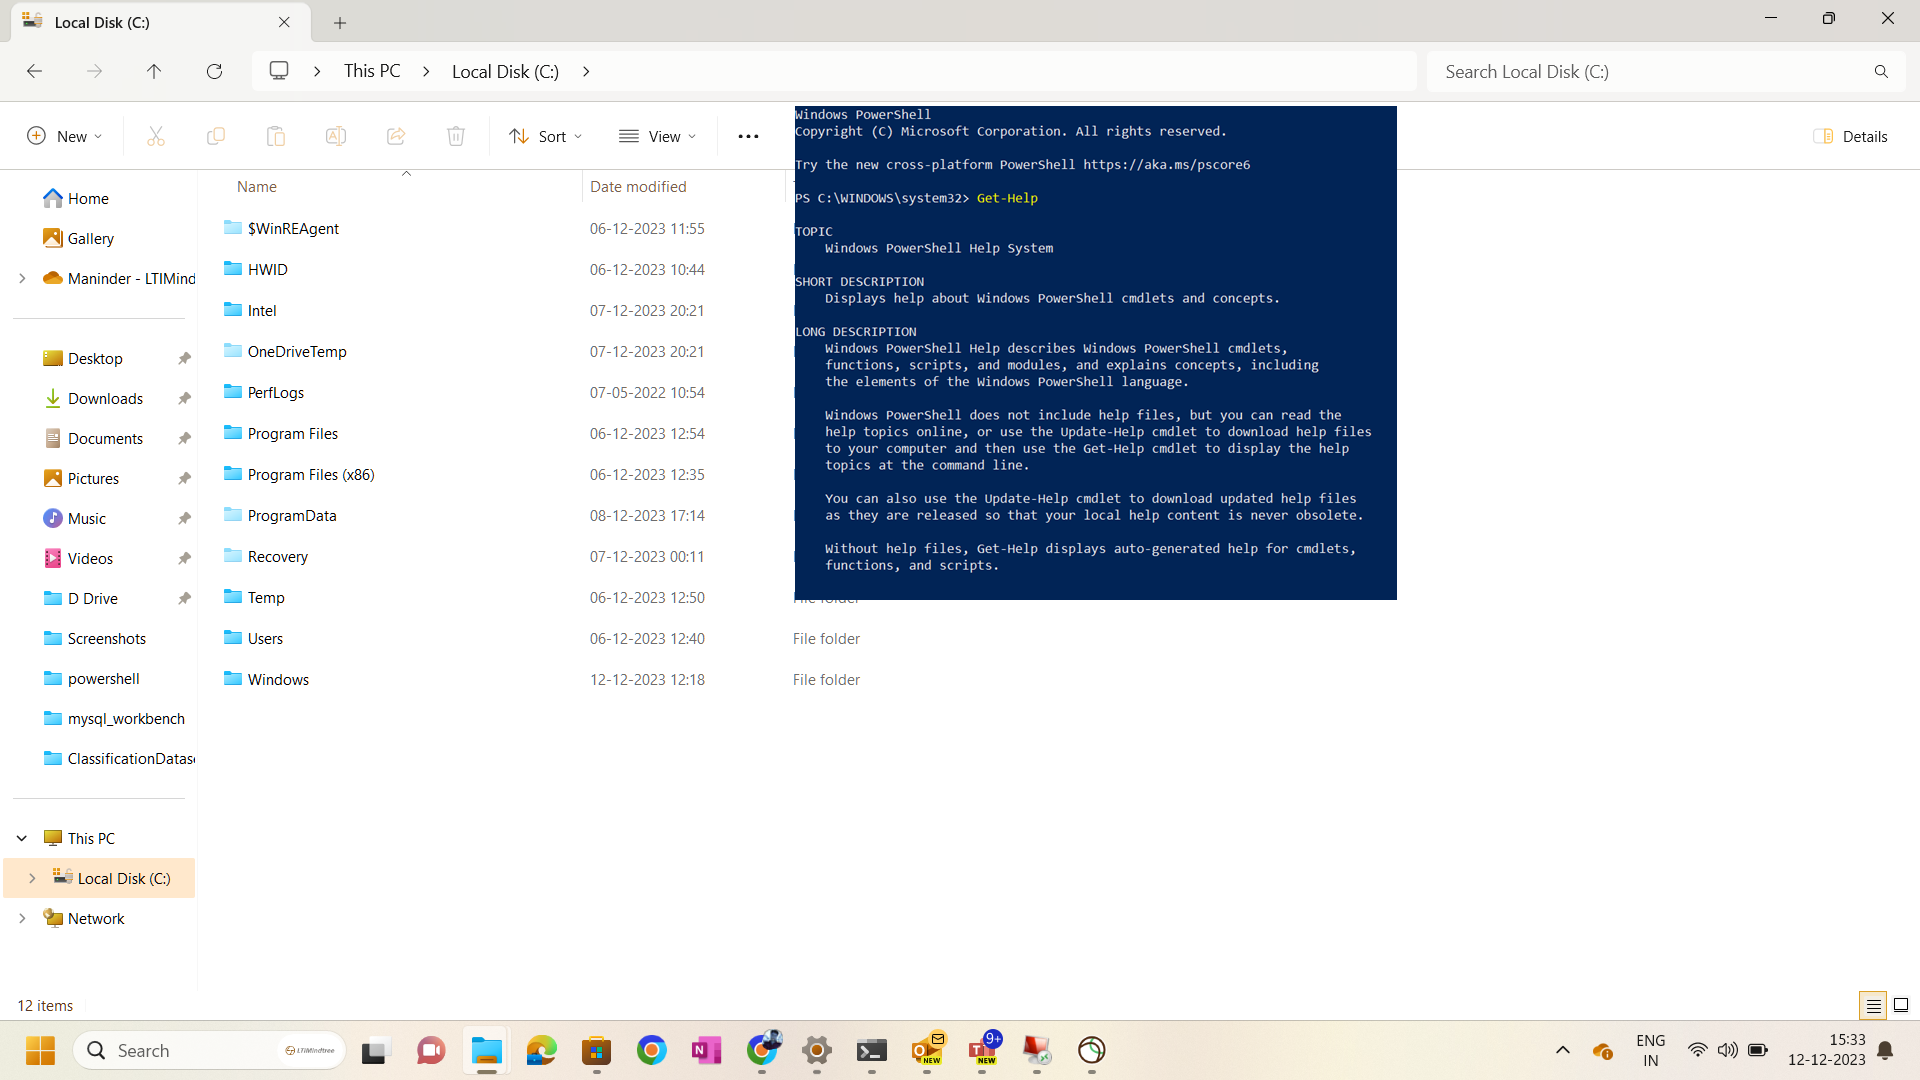 Local Disk (C:)
This PC
Local Disk (C:)
Search Local Disk (C:)
New
Sort
View
Details
Windows PowerShell
Copyright (C) Microsoft Corporation. All rights reserved.
Try the new cross-platform PowerShell https://aka.ms/pscore6
PS C:\WINDOWS\system32> Get-Help
TOPIC
Windows PowerShell Help System
SHORT DESCRIPTION
Displays help about Windows PowerShell cmdlets and concepts.
LONG DESCRIPTION
Windows PowerShell Help describes Windows PowerShell cmdlets,
functions, scripts, and modules, and explains concepts, including
the elements of the Windows PowerShell language.
Windows PowerShell does not include help files, but you can read the
help topics online, or use the Update-Help cmdlet to download help files
to your computer and then use the Get-Help cmdlet to display the help
topics at the command line.
You can also use the Update-Help cmdlet to download updated help files
as they are released so that your local help content is never obsolete.
Without help files, Get-Help displays auto-generated help for cmdlets,
functions, and scripts.
Home
Gallery
Maninder - LTIMind
Desktop
Downloads
Documents
Pictures
Music
Videos
D Drive
Screenshots
powershell
mysql_workbench
ClassificationDatas
This PC
Local Disk (C:)
Network
Name Date modified
$WinREAgent 06-12-2023 11:55
HWID 06-12-2023 10:44
Intel 07-12-2023 20:21
OneDriveTemp 07-12-2023 20:21
PerfLogs 07-05-2022 10:54
Program Files 06-12-2023 12:54
Program Files (x86) 06-12-2023 12:35
ProgramData 08-12-2023 17:14
Recovery 07-12-2023 00:11
Temp 06-12-2023 12:50 File folder
Users 06-12-2023 12:40 File folder
Windows 12-12-2023 12:18 File folder
12 items
Search
LTIMindtree
NEW
9+
NEW
ENG
IN
15:33
12-12-2023